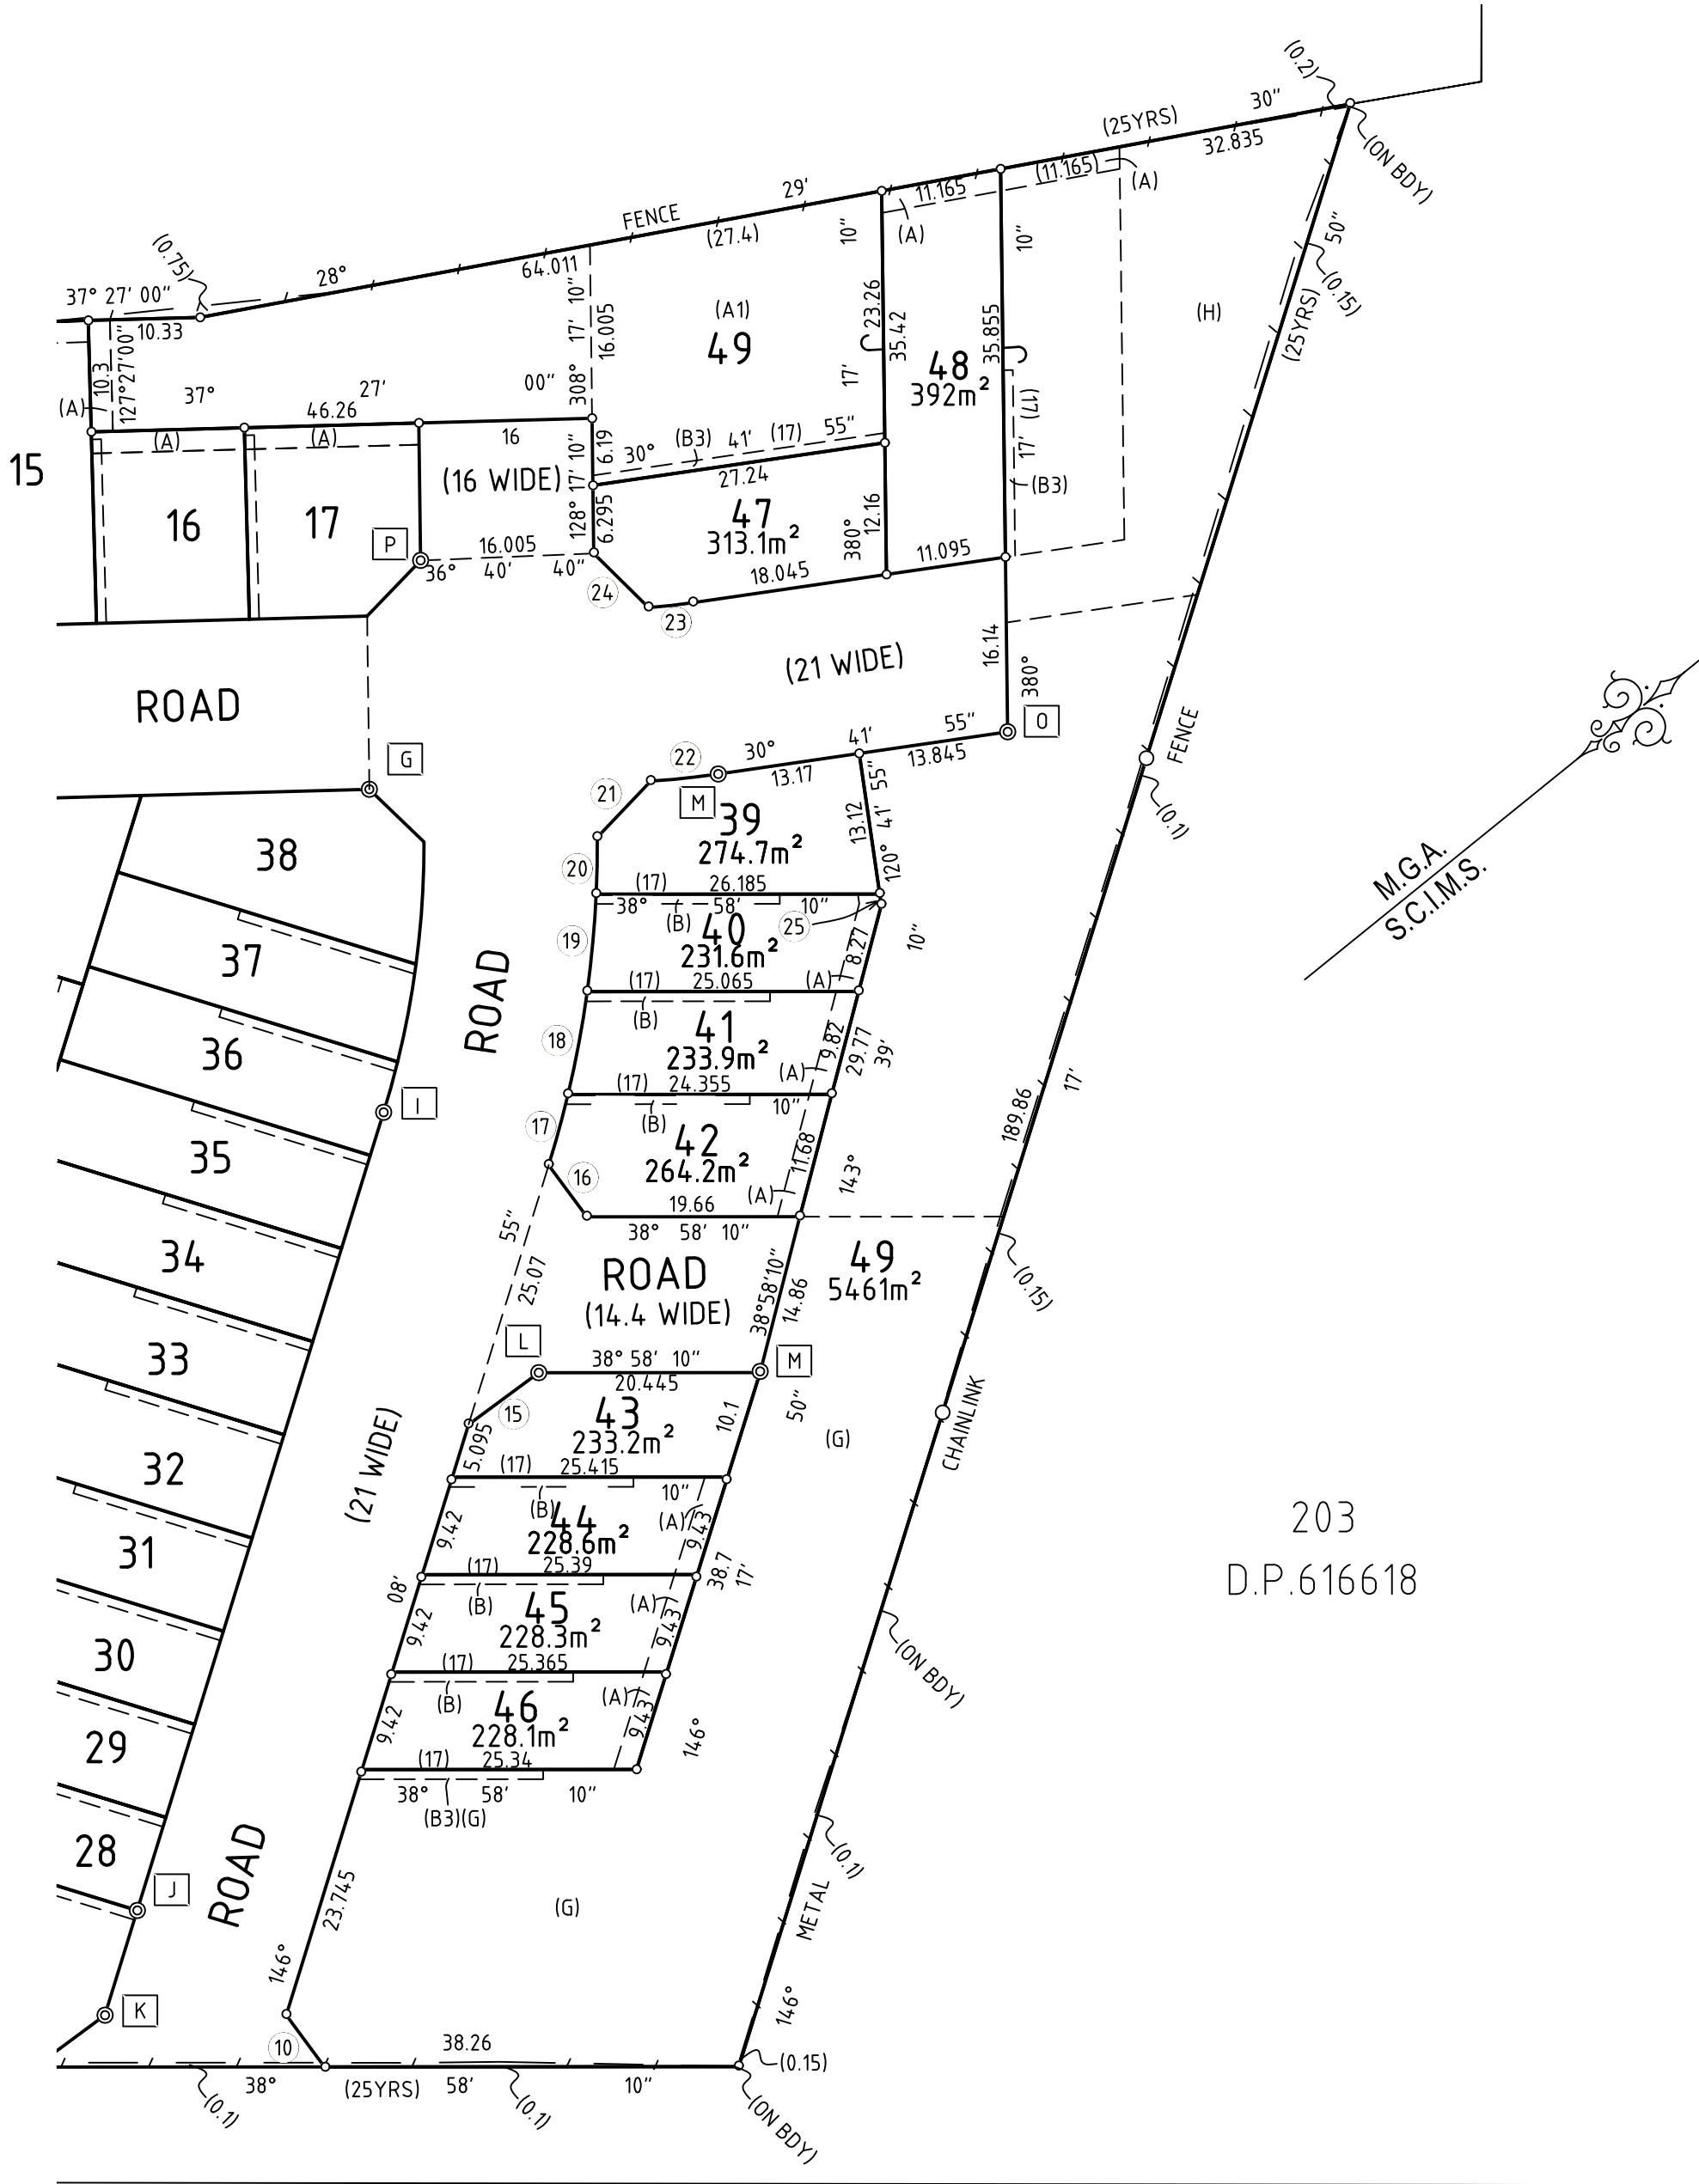 (0.2)
30"
(25YRS)
32.835
(ON BDY)
(11.165)
(A)
11.165
29'
FENCE
(27.4)
10"
(A)
10"
50"
(0.15)
(25YRS)
(H)
(0.75)
28°
64.011
37° 27' 00"
10.33
10.3
127°27'00"
(A)
37°
27'
00"
46.26
308° 17' 10"
16.005
(A1)
49
23.26
35.42
17'
35.855
48
392m²
(17)
17'
(B3)
15
(A)
(A)
16
16
17
(16 WIDE)
128° 17' 10"
6.19
6.295
30°
(B3)
41'
(17)
55"
27.24
47
313.1m²
380°
12.16
11.095
18.045
P
16.005
36°
40'
40"
24
23
(21 WIDE)
16.14
380°
ROAD
O
G
22
30°
41'
55"
13.845
13.17
M
21
39
274.7m²
13.12
120° 41' 55"
20
(17)
26.185
38°
58'
10"
(B)
25
40
231.6m²
19
8.27
10"
(17)
25.065
(A)
(B)
41
233.9m²
18
9.82
29.77
39'
(A)
(17)
24.355
(B)
10"
17
42
264.2m²
11.68
143°
16
(A)
19.66
38° 58' 10"
38
37
36
I
35
34
33
32
31
30
29
28
ROAD
FENCE
(0.1)
M.G.A.
S.C.I.M.S.
17'
189.86
55"
25.07
ROAD
(14.4 WIDE)
38°58'10"
14.86
49
5461m²
(0.15)
L
38° 58' 10"
20.445
M
15
43
233.2m²
10.1
50"
(G)
5.095
(21 WIDE)
(17)
25.415
10"
(B)
44
228.6m²
(A)
9.43
9.42
(17)
25.39
38.7
17'
08'
(B)
45
228.3m²
(A)
9.437
9.42
(17)
25.365
(B)
46
228.1m²
(A)
9.437
146°
9.42
(17)
25.34
38°
58'
10"
(B3)(G)
CHAINLINK
203
D.P.616618
(ON BDY)
(0.1)
METAL
146°
ROAD
J
23.745
146°
(G)
K
10
38.26
(0.15)
38°
(25YRS)
58'
10"
(0.1)
(0.1)
(ON BDY)